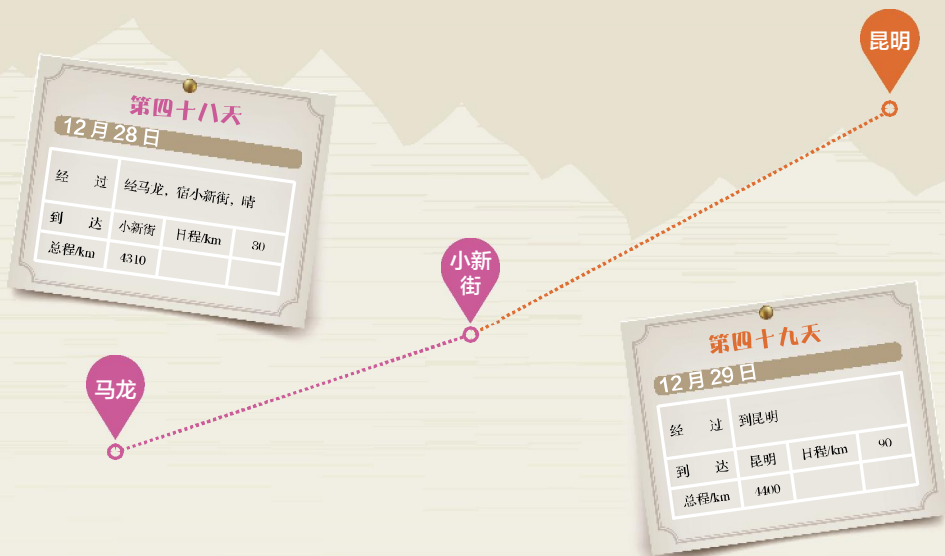 昆明
第四十八天
12月28日
经过 经马龙，宿小新街，晴
到达 小新街 日程/km 80
总程/km 4310
小新
街
马龙
第四十九天
12月29日
经过 到昆明
到达 昆明 日程/km 90
总程/km 4400